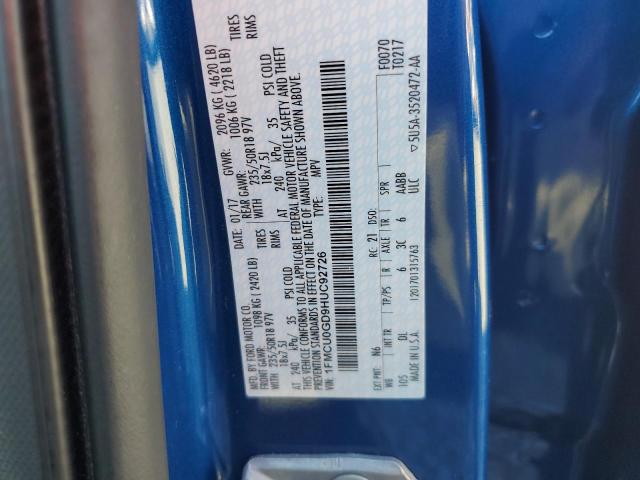 MFD. BY FORD MOTOR CO. DATE: 01/17 GVWR: 2096 KG ( 4620 LB)
FRONT GAWR: 1098 KG ( 2420 LB) REAR GAWR: 1006 KG ( 2218 LB)
WITH 235/50R18 97V TIRES WITH 235/50R18 97V TIRES
18x7.5J RIMS 18x7.5J RIMS
AT 240 kPa/ 35 PSI COLD AT 240 kPa/ 35 PSI COLD
THIS VEHICLE CONFORMS TO ALL APPLICABLE FEDERAL MOTOR VEHICLE SAFETY AND THEFT
PREVENTION STANDARDS IN EFFECT ON THE DATE OF MANUFACTURE SHOWN ABOVE.
VIN: 1FMCU0GD9HUC92726 TYPE: MPV
F0070
T0217
EXT PNT: N6 RC: 21 DSO:
WB INT TR TP/PS R AXLE TR SPR
105 DL 6 3C 6 AABB
MADE IN U.S.A. 1201701315763 ULC
▽5U5A-3520472-AA